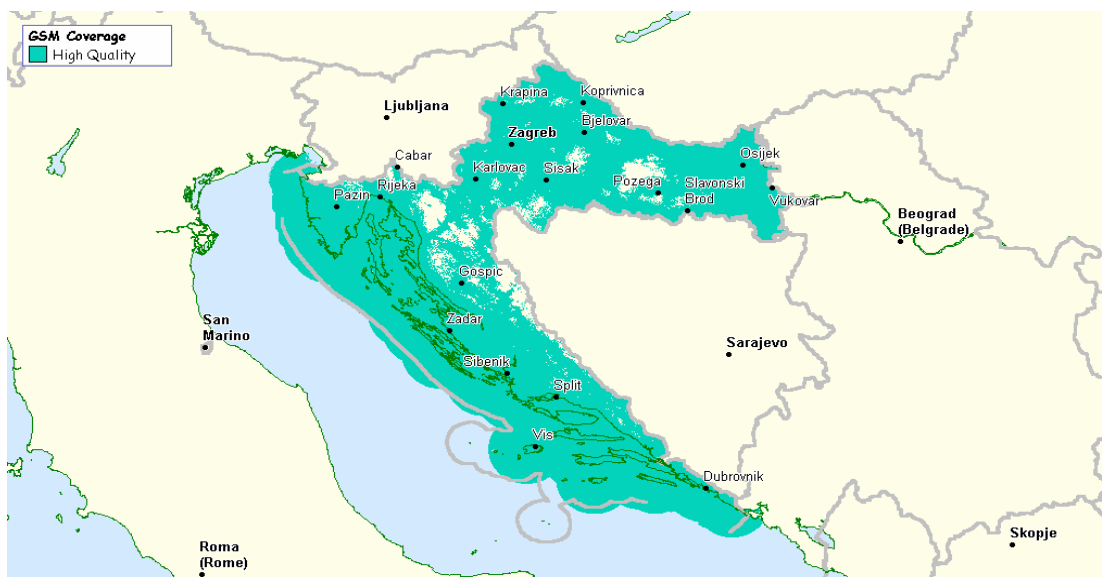 GSM Coverage
High Quality
Krapina
Koprivnica
Ljubljana
Bjelovar
Zagreb
Cabar
Osijek
Karlovac
Sisak
Rijeka
Pazin
Pozega
Slavonski
Brod
Vukovar
Beograd
(Belgrade)
Gospic
San
Marino
Zadar
Sarajevo
Sibenik
Split
Vis
Dubrovnik
Skopje
Roma
(Rome)